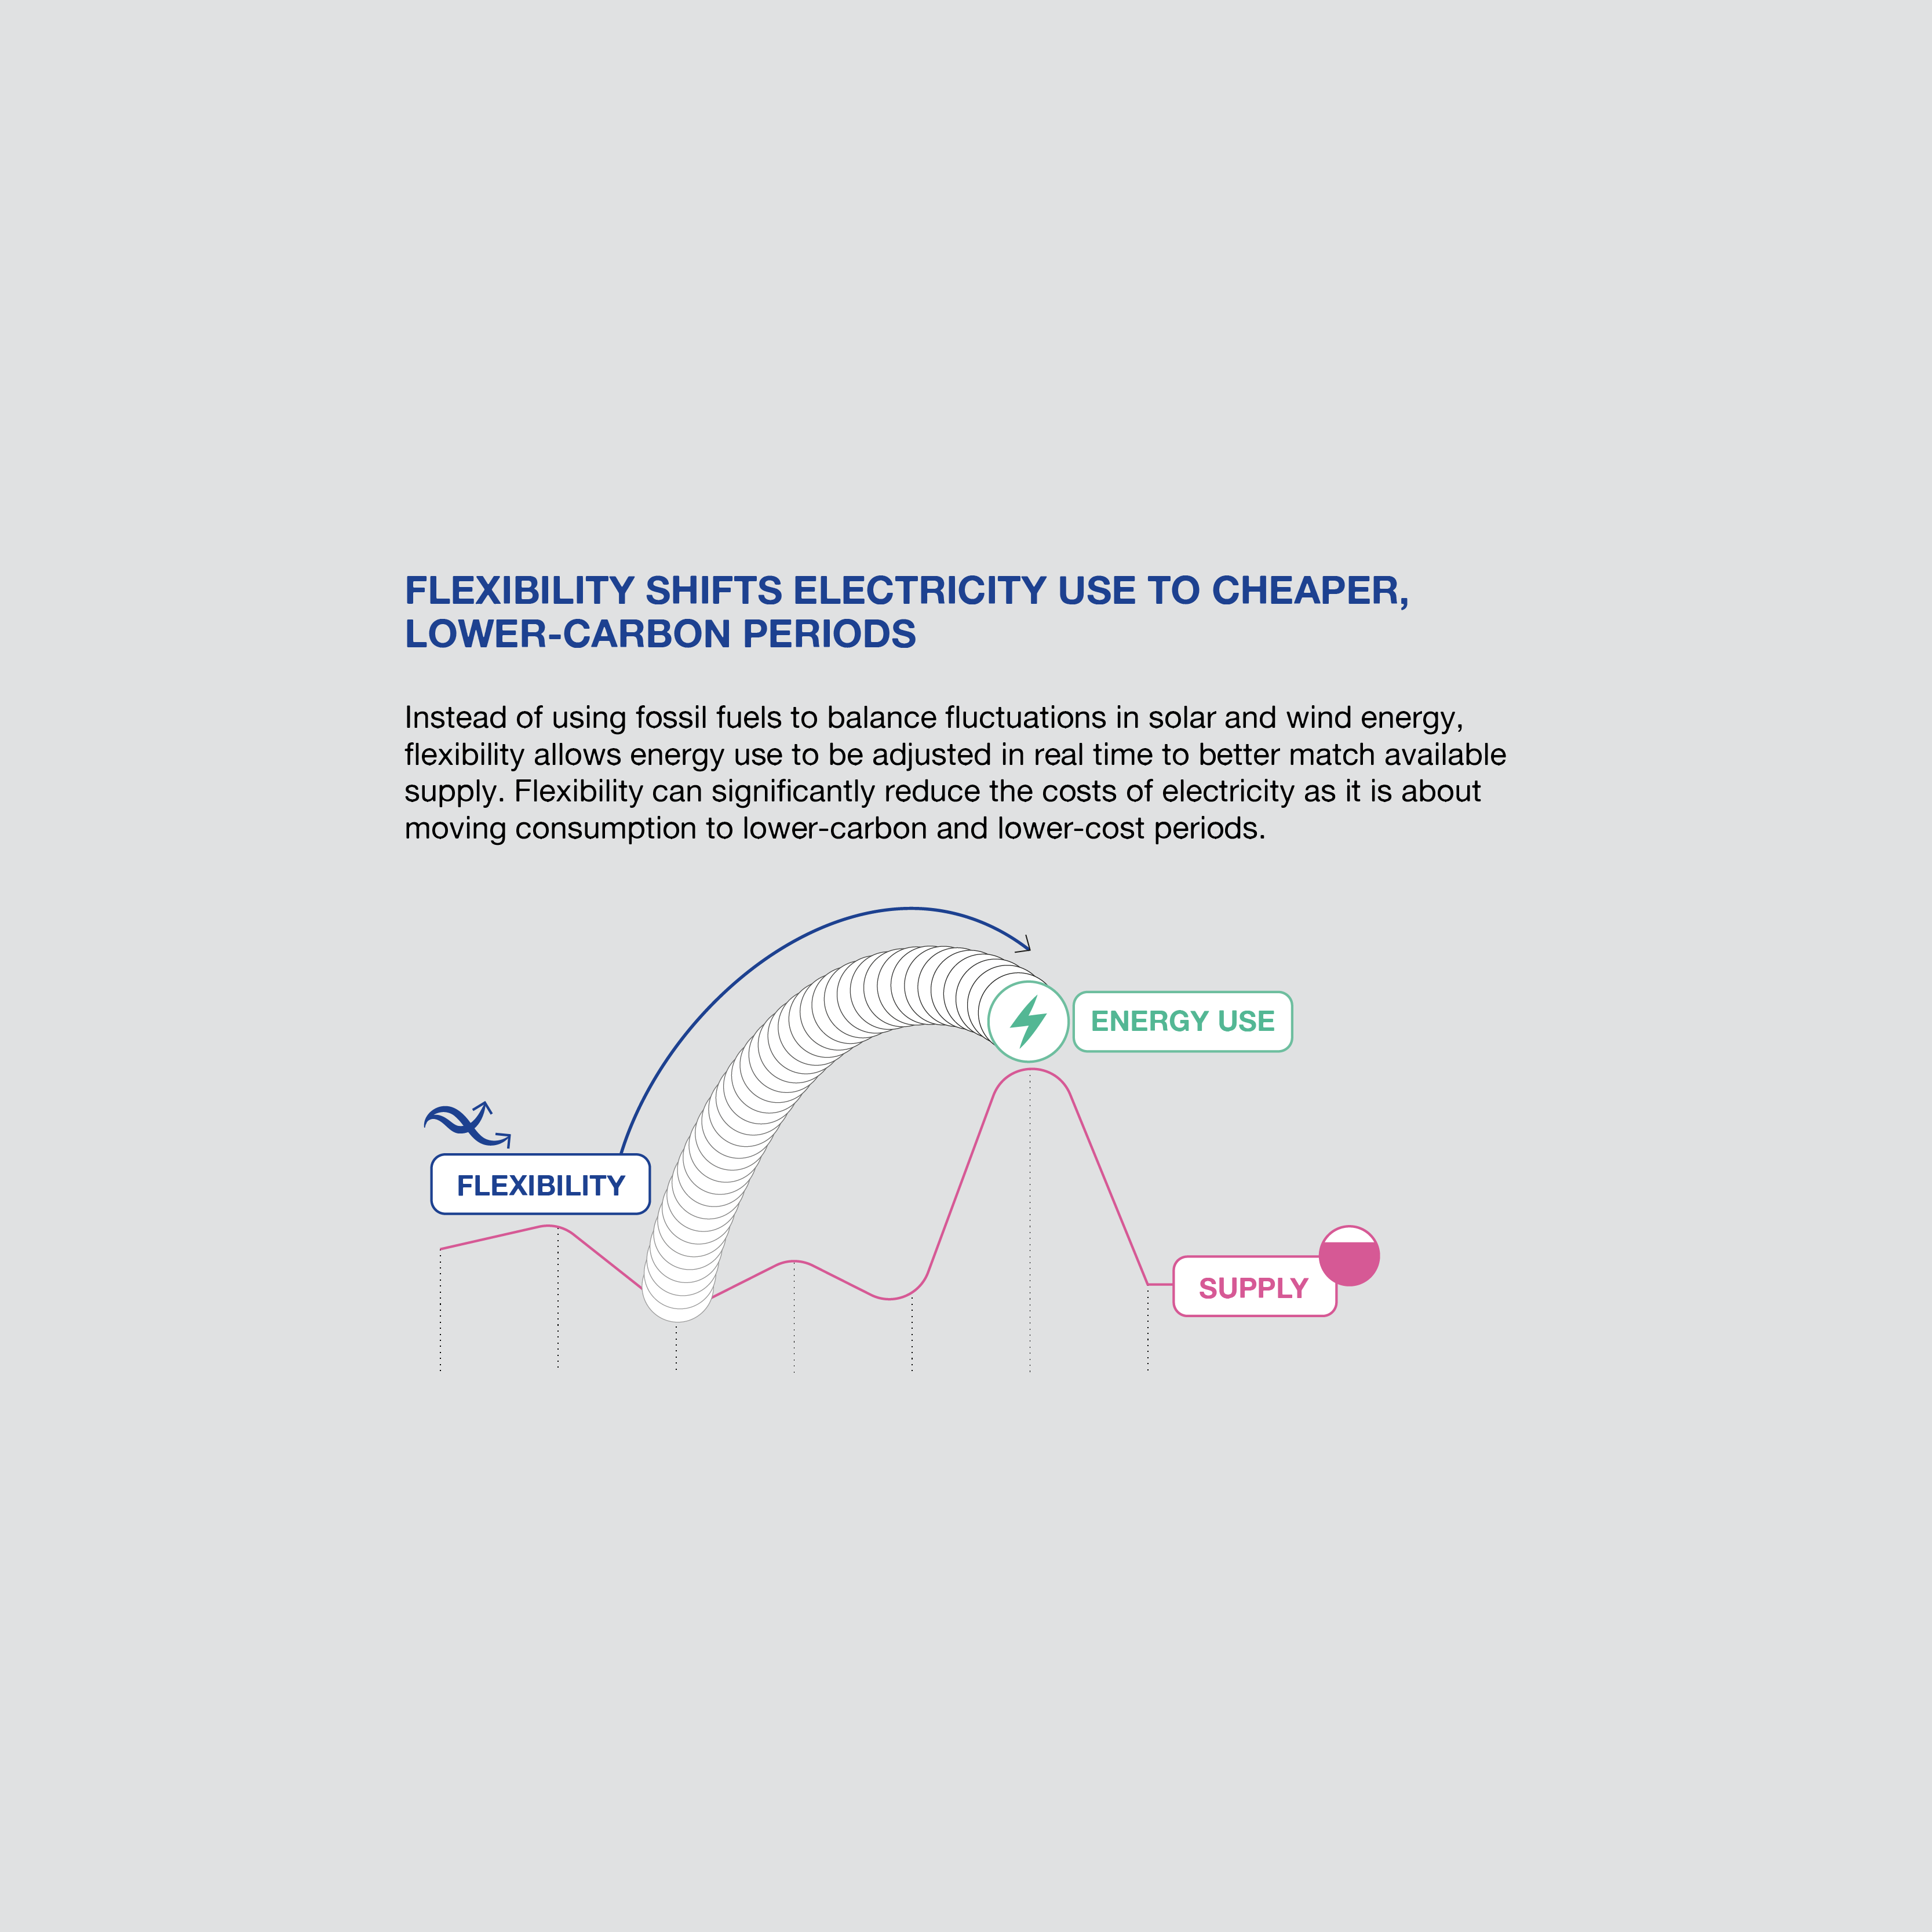 FLEXIBILITY SHIFTS ELECTRICITY USE TO CHEAPER,
LOWER-CARBON PERIODS
Instead of using fossil fuels to balance fluctuations in solar and wind energy,
flexibility allows energy use to be adjusted in real time to better match available
supply. Flexibility can significantly reduce the costs of electricity as it is about
moving consumption to lower-carbon and lower-cost periods.
ENERGY USE
FLEXIBILITY
SUPPLY